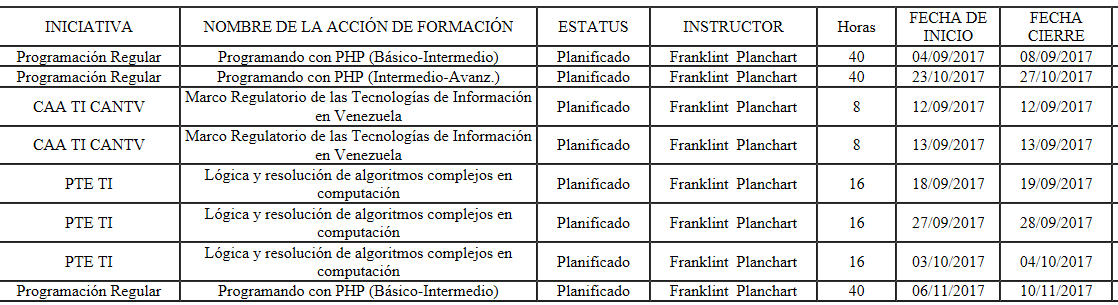 INICIATIVA NOMBRE DE LA ACCIÓN DE FORMACIÓN ESTATUS INSTRUCTOR Horas FECHA DE INICIO FECHA CIERRE
Programación Regular Programando con PHP (Básico-Intermedio) Planificado Franklint Planchart 40 04/09/2017 08/09/2017
Programación Regular Programando con PHP (Intermedio-Avanz.) Planificado Franklint Planchart 40 23/10/2017 27/10/2017
CAA TI CANTV Marco Regulatorio de las Tecnologías de Información en Venezuela Planificado Franklint Planchart 8 12/09/2017 12/09/2017
CAA TI CANTV Marco Regulatorio de las Tecnologías de Información en Venezuela Planificado Franklint Planchart 8 13/09/2017 13/09/2017
PTE TI Lógica y resolución de algoritmos complejos en computación Planificado Franklint Planchart 16 18/09/2017 19/09/2017
PTE TI Lógica y resolución de algoritmos complejos en computación Planificado Franklint Planchart 16 27/09/2017 28/09/2017
PTE TI Lógica y resolución de algoritmos complejos en computación Planificado Franklint Planchart 16 03/10/2017 04/10/2017
Programación Regular Programando con PHP (Básico-Intermedio) Planificado Franklint Planchart 40 06/11/2017 10/11/2017